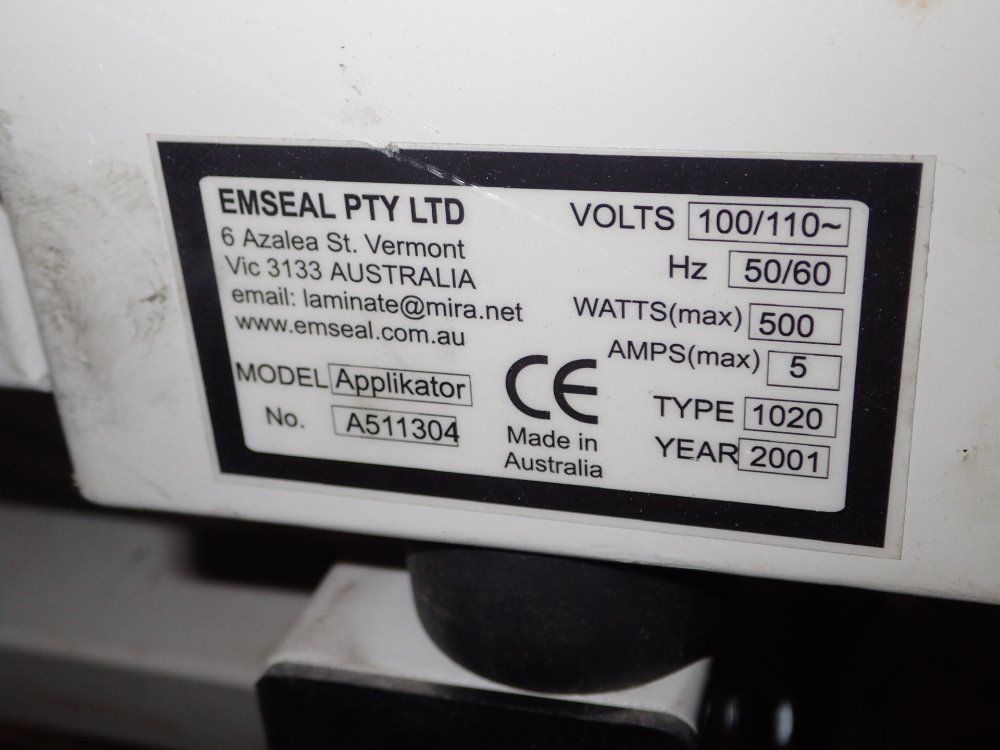 EMSEAL PTY LTD
6 Azalea St. Vermont
Vic 3133 AUSTRALIA
email: laminate@mira.net
www.emseal.com.au
MODEL Applikator
No. A511304
CE
Made in
Australia
VOLTS 100/110~
Hz 50/60
WATTS(max) 500
AMPS(max) 5
TYPE 1020
YEAR 2001